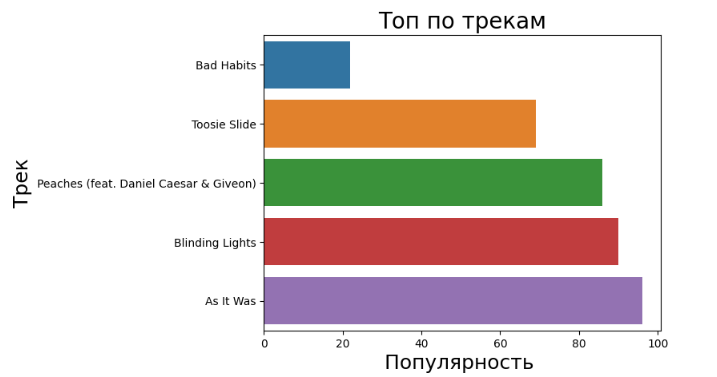 Топ по трекам
Bad Habits
Toosie Slide
Peaches (feat. Daniel Caesar & Giveon)
Blinding Lights
As It Was
Трек
0 20 40 60 80 100
Популярность